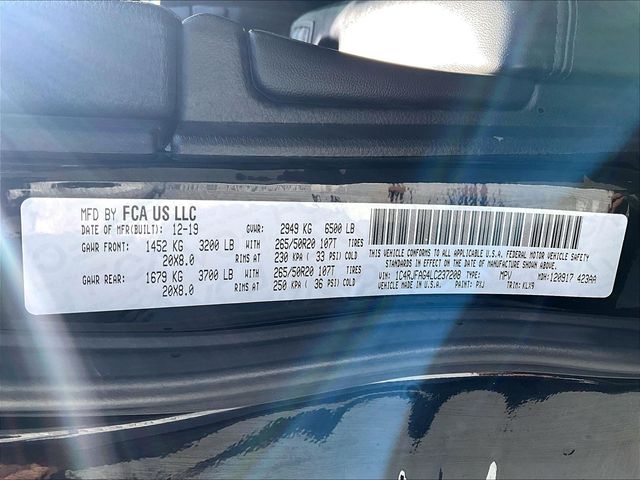 MFD BY FCA US LLC
DATE OF MFR(BUILT): 12-19 GVWR: 2949 KG 6500 LB
GAWR FRONT: 1452 KG 3200 LB WITH 265/50R20 107T TIRES
20X8.0 RIMS AT 230 KPA ( 33 PSI) COLD
GAWR REAR: 1679 KG 3700 LB WITH 265/50R20 107T TIRES
20X8.0 RIMS AT 250 KPA ( 36 PSI) COLD
THIS VEHICLE CONFORMS TO ALL APPLICABLE U.S.A. FEDERAL MOTOR VEHICLE SAFETY
STANDARDS IN EFFECT ON THE DATE OF MANUFACTURE SHOWN ABOVE.
VIN: 1C4RJFAG4LC237208 TYPE: MPV MDH:120917 423AA
VEHICLE MADE IN U.S.A. PAINT: PXJ TRIM:KLX9